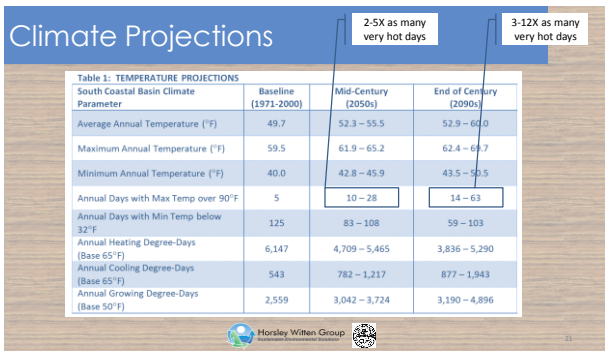 Climate Projections
2-5X as many
very hot days
3-12X as many
very hot days
Table 1: TEMPERATURE PROJECTIONS
South Coastal Basin Climate Parameter Baseline (1971-2000) Mid-Century (2050s) End of Century (2090s)
Average Annual Temperature (°F) 49.7 52.3 – 55.5 52.9 – 60.0
Maximum Annual Temperature (°F) 59.5 61.9 – 65.2 62.4 – 69.7
Minimum Annual Temperature (°F) 40.0 42.8 – 45.9 43.5 – 50.5
Annual Days with Max Temp over 90°F 5 10 – 28 14 – 63
Annual Days with Min Temp below 32°F 125 83 – 108 59 – 103
Annual Heating Degree-Days (Base 65°F) 6,147 4,709 – 5,465 3,836 – 5,290
Annual Cooling Degree-Days (Base 65°F) 543 782 – 1,217 877 – 1,943
Annual Growing Degree-Days (Base 50°F) 2,559 3,042 – 3,724 3,190 – 4,896
Horsley Witten Group
Sustainable Environmental Solutions
21